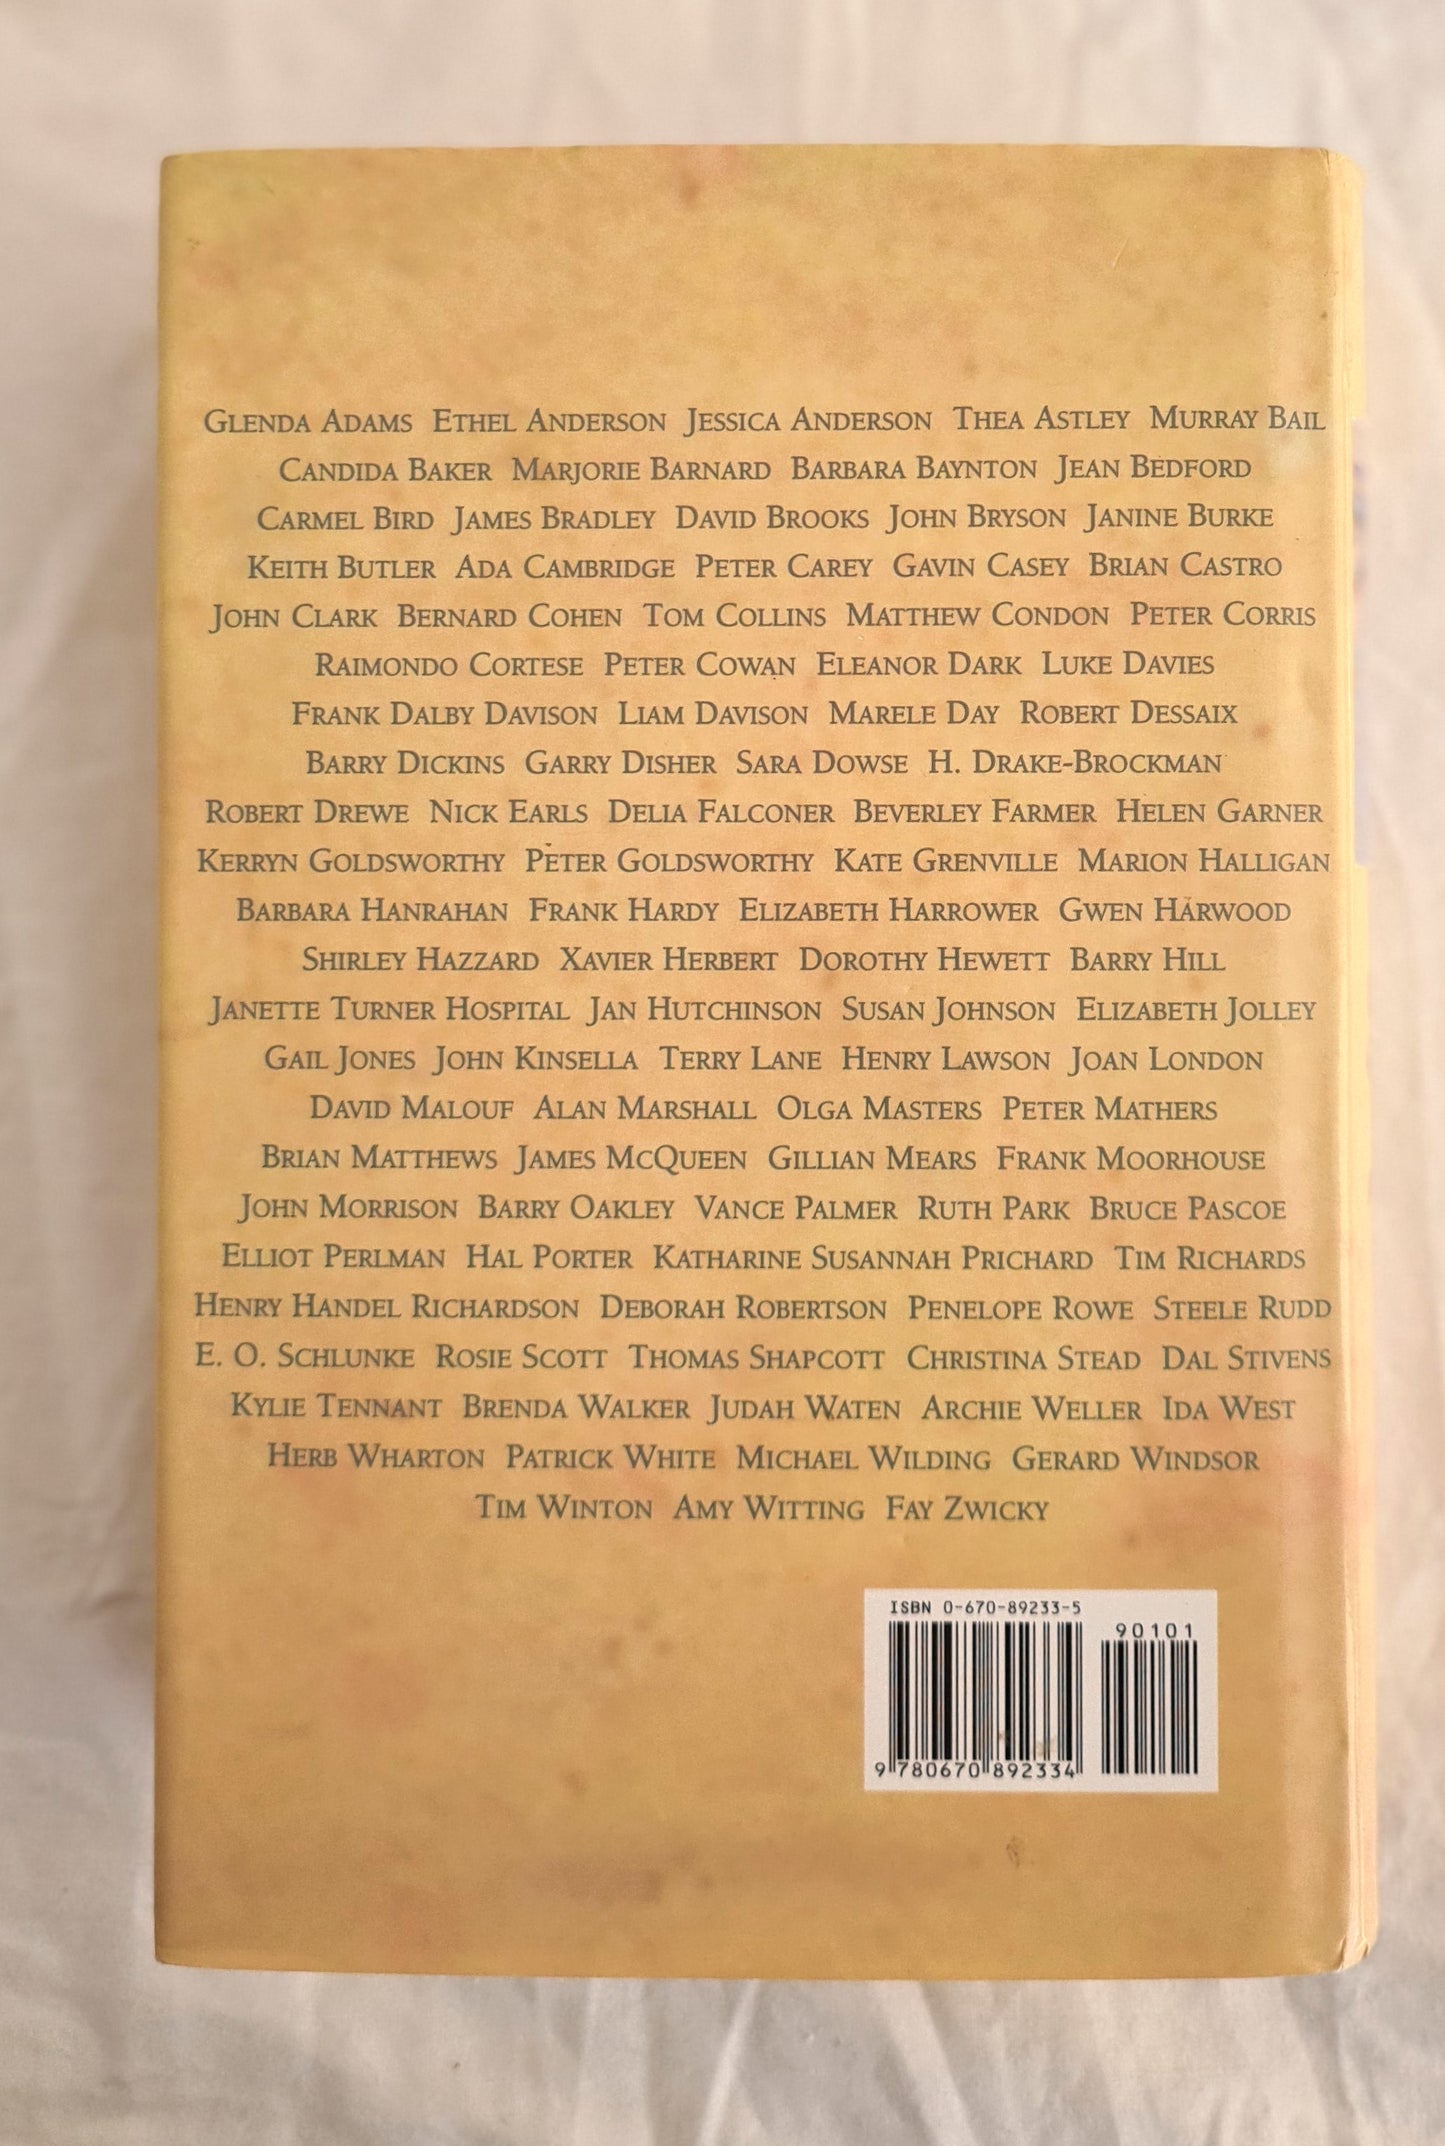 GLENDA ADAMS ETHEL ANDERSON JESSICA ANDERSON THEA ASTLEY MURRAY BAIL
CANDIDA BAKER MARJORIE BARNARD BARBARA BAYNTON JEAN BEDFORD
CARMEL BIRD JAMES BRADLEY DAVID BROOKS JOHN BRYSON JANINE BURKE
KEITH BUTLER ADA CAMBRIDGE PETER CAREY GAVIN CASEY BRIAN CASTRO
JOHN CLARK BERNARD COHEN TOM COLLINS MATTHEW CONDON PETER CORRIS
RAIMONDO CORTESE PETER COWAN ELEANOR DARK LUKE DAVIES
FRANK DALBY DAVISON LIAM DAVISON MARELE DAY ROBERT DESSAIX
BARRY DICKINS GARRY DISHER SARA DOWSE H. DRAKE-BROCKMAN
ROBERT DREWE NICK EARLS DELIA FALCONER BEVERLEY FARMER HELEN GARNER
KERRYN GOLDSWORTHY PETER GOLDSWORTHY KATE GRENVILLE MARION HALLIGAN
BARBARA HANRAHAN FRANK HARDY ELIZABETH HARROWER GWEN HARWOOD
SHIRLEY HAZZARD XAVIER HERBERT DOROTHY HEWETT BARRY HILL
JANETTE TURNER HOSPITAL JAN HUTCHINSON SUSAN JOHNSON ELIZABETH JOLLEY
GAIL JONES JOHN KINSELLA TERRY LANE HENRY LAWSON JOAN LONDON
DAVID MALOUF ALAN MARSHALL OLGA MASTERS PETER MATHERS
BRIAN MATTHEWS JAMES MCQUEEN GILLIAN MEARS FRANK MOORHOUSE
JOHN MORRISON BARRY OAKLEY VANCE PALMER RUTH PARK BRUCE PASCOE
ELLIOT PERLMAN HAL PORTER KATHARINE SUSANNAH PRICHARD TIM RICHARDS
HENRY HANDEL RICHARDSON DEBORAH ROBERTSON PENELOPE ROWE STEELE RUDD
E. O. SCHLUNKE ROSIE SCOTT THOMAS SHAPCOTT CHRISTINA STEAD DAL STIVENS
KYLIE TENNANT BRENDA WALKER JUDAH WATEN ARCHIE WELLER IDA WEST
HERB WHARTON PATRICK WHITE MICHAEL WILDING GERARD WINDSOR
TIM WINTON AMY WITTING FAY ZWICKY
ISBN 0-670-89233-5
90101
9 780670 892334